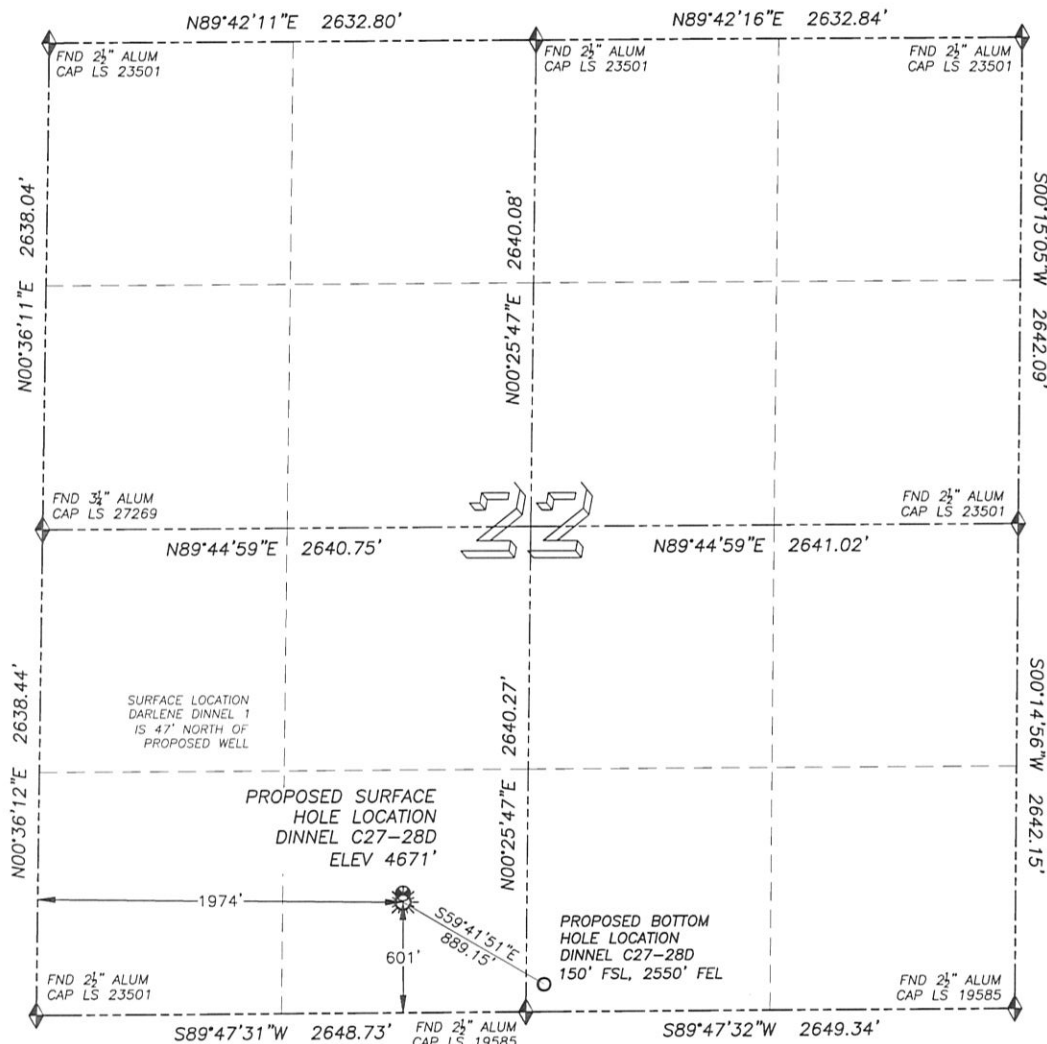 N89°42'11"E 2632.80'
N89°42'16"E 2632.84'
FND 2½" ALUM
CAP LS 23501
FND 2½" ALUM
CAP LS 23501
FND 2½" ALUM
CAP LS 23501
N00°36'11"E 2638.04'
N00°25'47"E 2640.08'
S00°15'05"W 2642.09'
FND 3¼" ALUM
CAP LS 27269
22
FND 2½" ALUM
CAP LS 23501
N89°44'59"E 2640.75'
N89°44'59"E 2641.02'
N00°36'12"E 2638.44'
SURFACE LOCATION
DARLENE DINNEL 1
IS 47' NORTH OF
PROPOSED WELL
N00°25'47"E 2640.27'
S00°14'56"W 2642.15'
PROPOSED SURFACE
HOLE LOCATION
DINNEL C27-28D
ELEV 4671'
1974'
601'
S59°41'51"E
889.15'
PROPOSED BOTTOM
HOLE LOCATION
DINNEL C27-28D
150' FSL, 2550' FEL
FND 2½" ALUM
CAP LS 23501
FND 2½" ALUM
CAP LS 19585
S89°47'31"W 2648.73'
FND 2½" ALUM
CAP LS 19585
S89°47'32"W 2649.34'